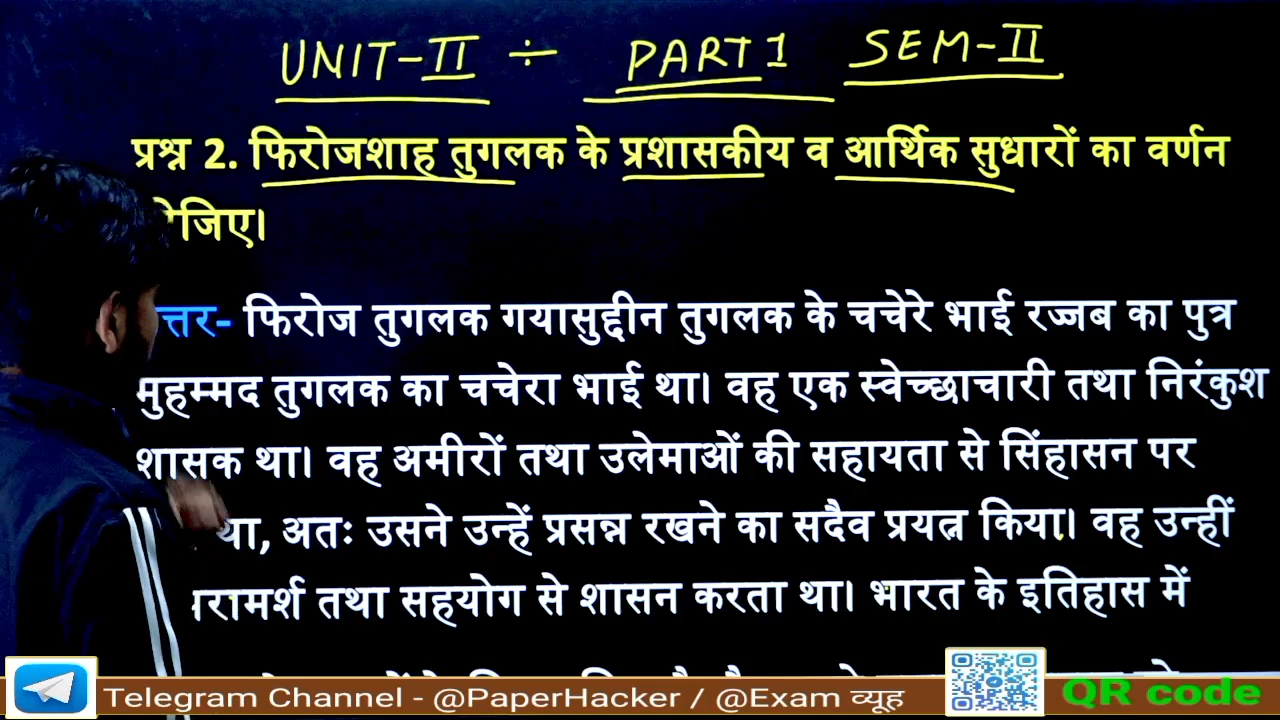 UNIT-II ÷ PART 1 SEM-II
प्रश्न 2. फिरोजशाह तुगलक के प्रशासकीय व आर्थिक सुधारों का वर्णन
उत्तर- फिरोज तुगलक गयासुद्दीन तुगलक के चचेरे भाई रज्जब का पुत्र
मुहम्मद तुगलक का चचेरा भाई था। वह एक स्वेच्छाचारी तथा निरंकुश
शासक था। वह अमीरों तथा उलेमाओं की सहायता से सिंहासन पर
था, अतः उसने उन्हें प्रसन्न रखने का सदैव प्रयत्न किया। वह उन्हीं
तथा सहयोग से शासन करता था। भारत के इतिहास में
Telegram Channel - @PaperHacker / @Exam व्यूह
QR code